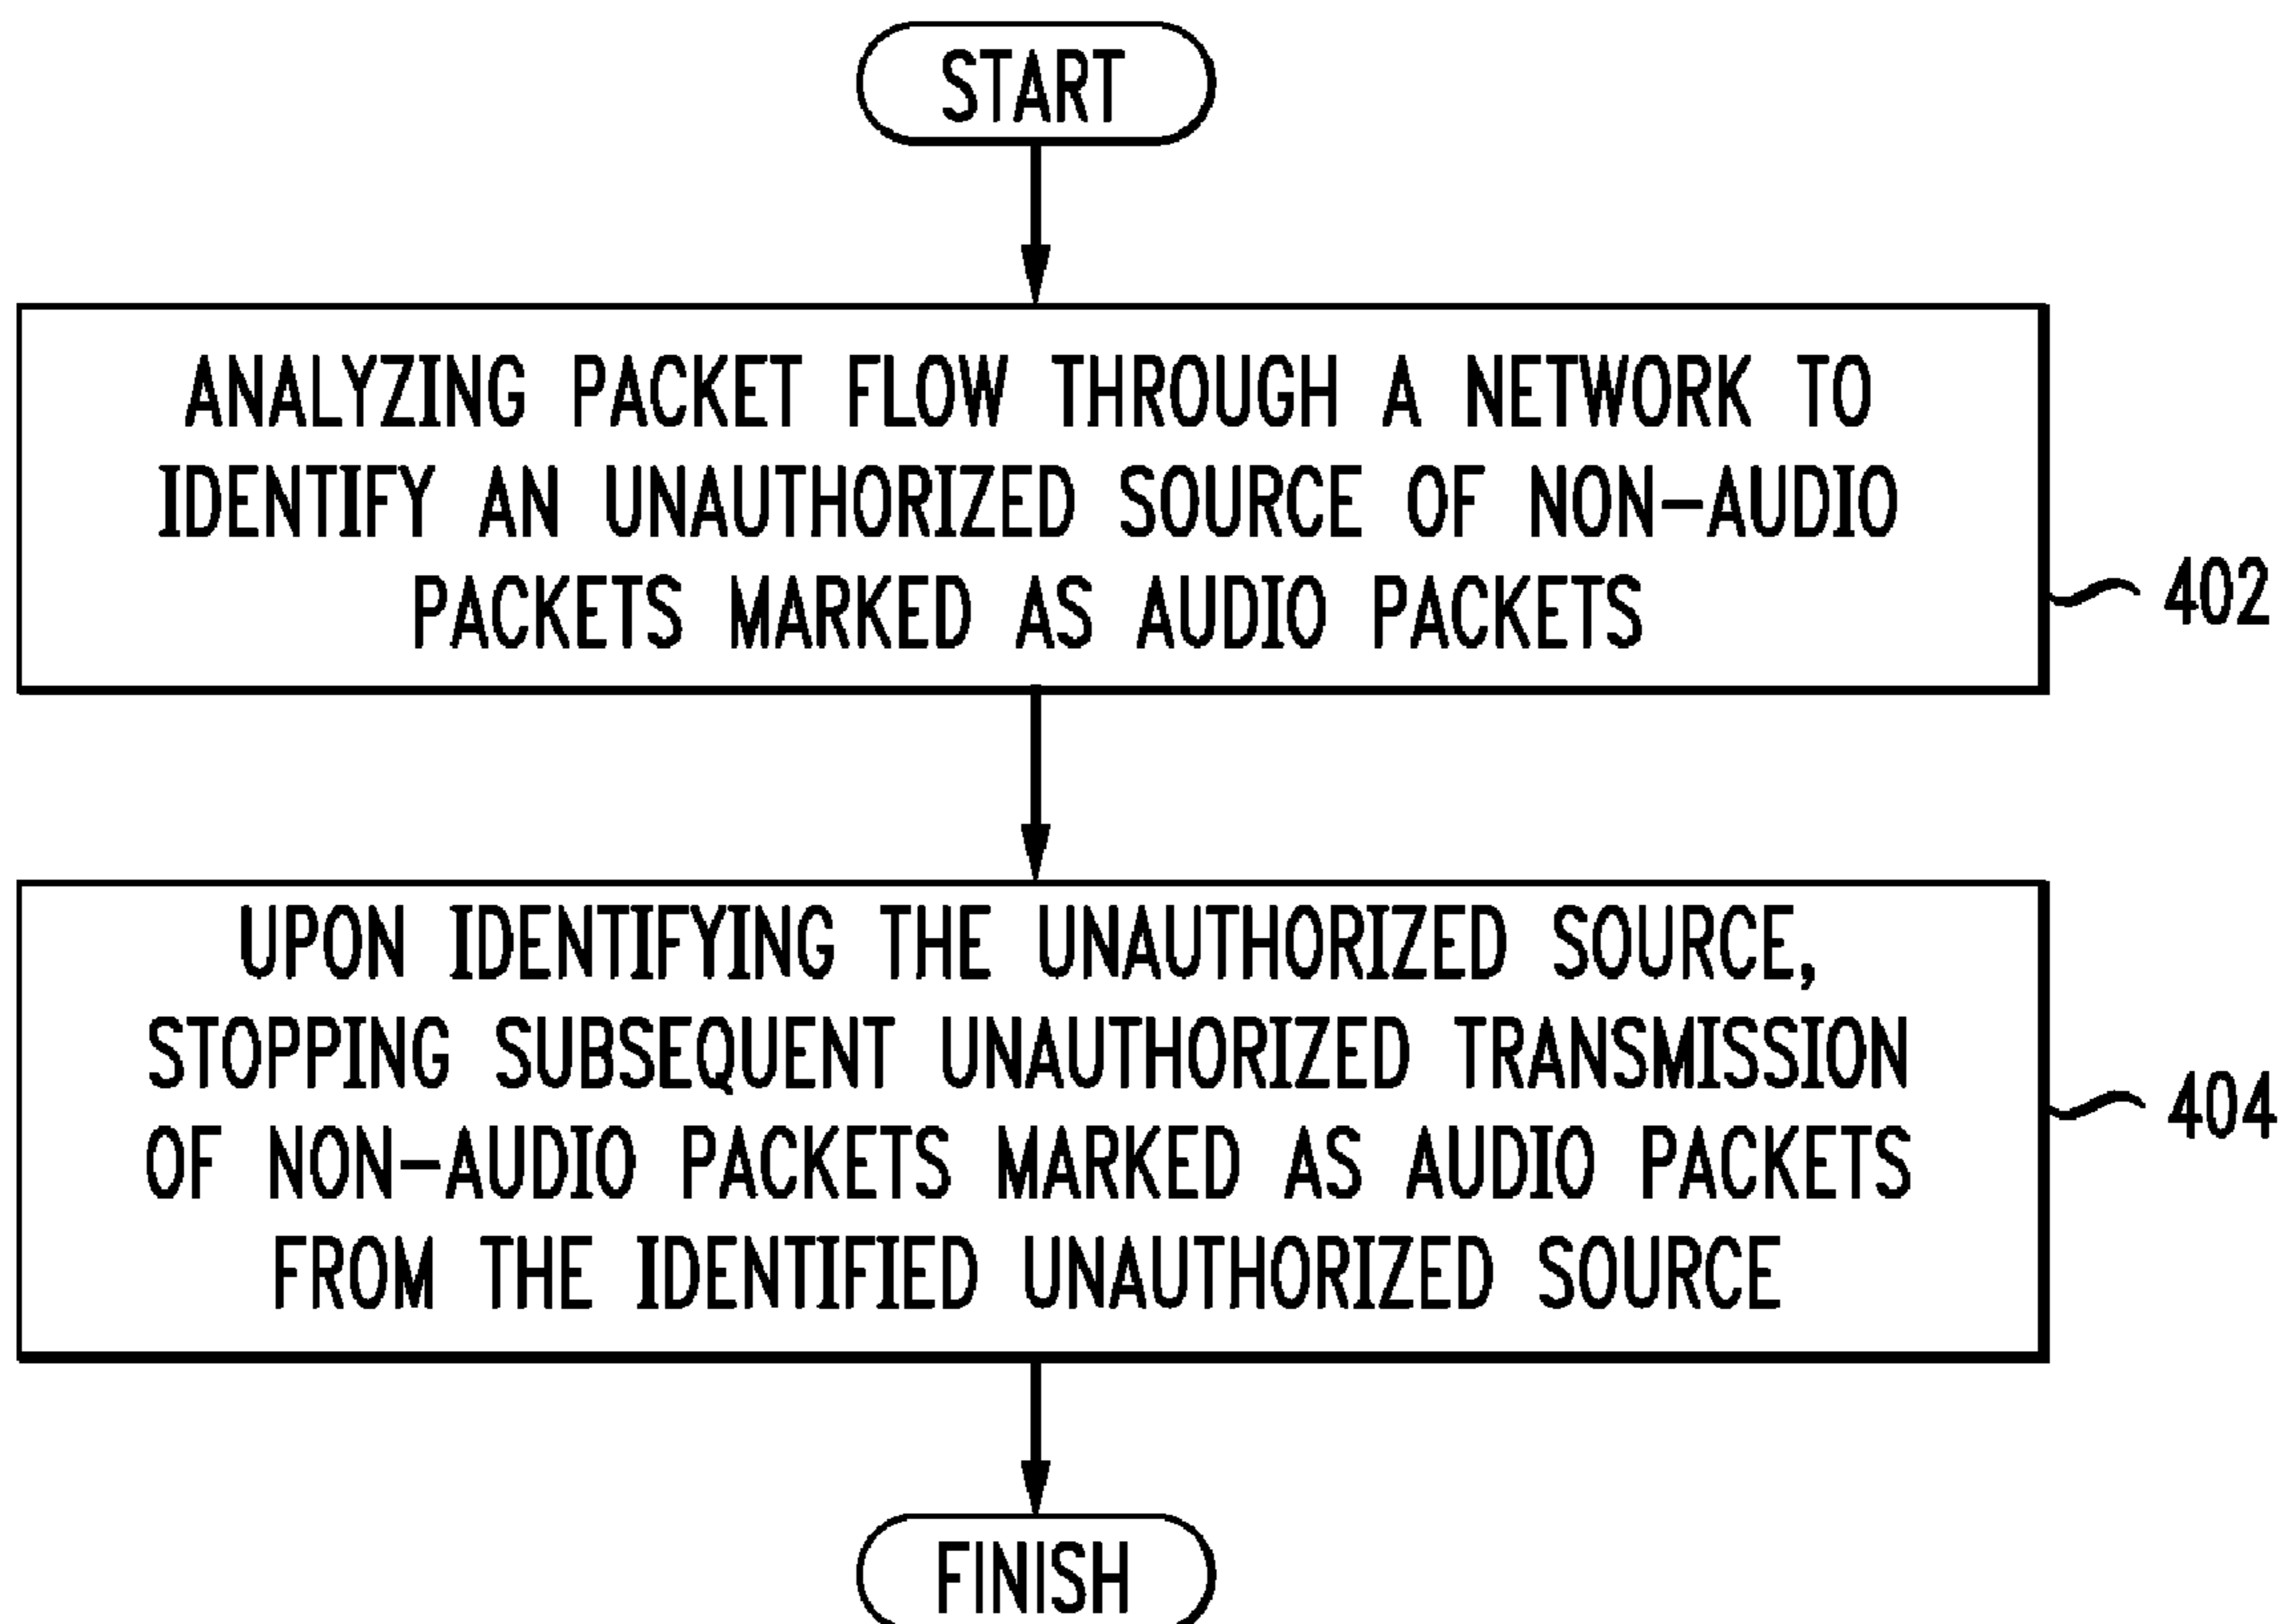 START
ANALYZING PACKET FLOW THROUGH A NETWORK TO
IDENTIFY AN UNAUTHORIZED SOURCE OF NON-AUDIO
PACKETS MARKED AS AUDIO PACKETS
402
UPON IDENTIFYING THE UNAUTHORIZED SOURCE,
STOPPING SUBSEQUENT UNAUTHORIZED TRANSMISSION
OF NON-AUDIO PACKETS MARKED AS AUDIO PACKETS
FROM THE IDENTIFIED UNAUTHORIZED SOURCE
404
FINISH